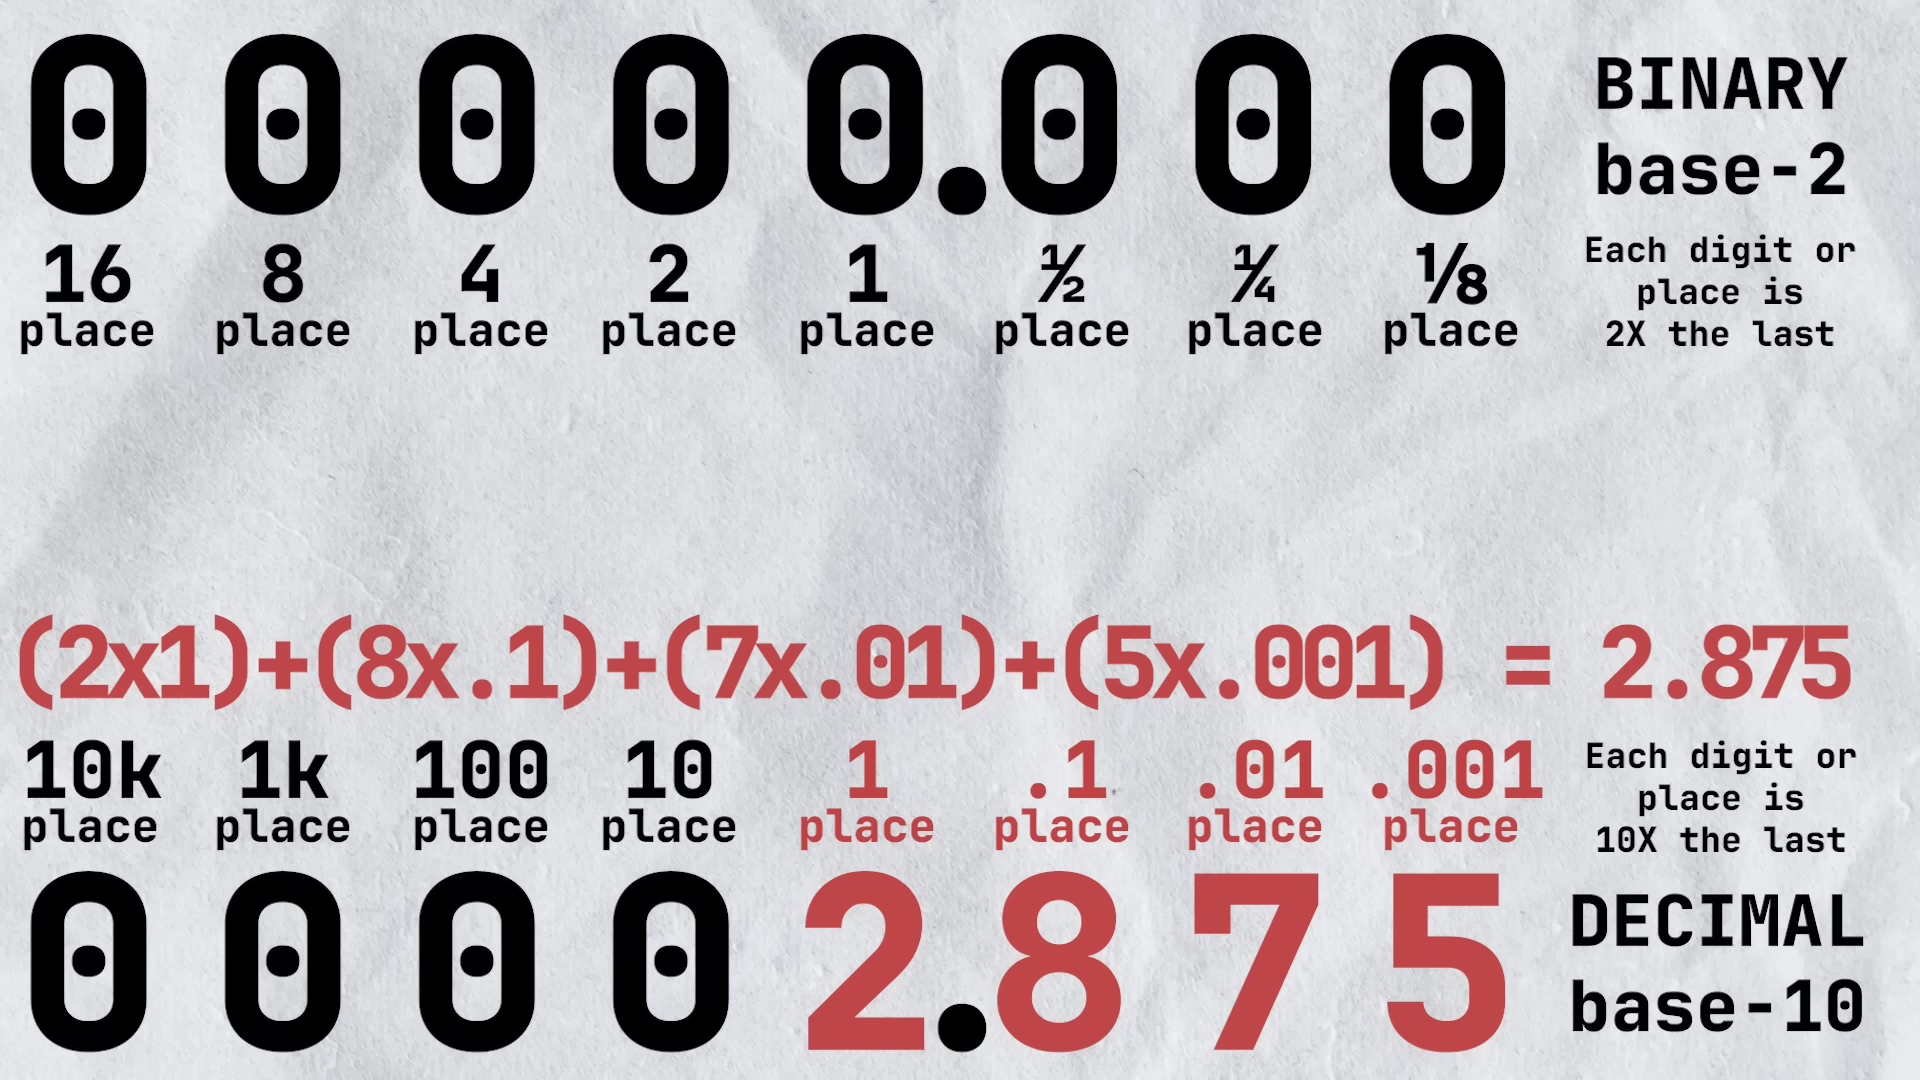 0 0 0 0 0.0 0 0
BINARY
base-2
16 8 4 2 1 ½ ¼ ⅛
place place place place place place place place
Each digit or
place is
2X the last
(2x1)+(8x.1)+(7x.01)+(5x.001) = 2.875
10k 1k 100 10 1 .1 .01 .001
place place place place place place place place
Each digit or
place is
10X the last
0 0 0 0 2.8 7 5
DECIMAL
base-10